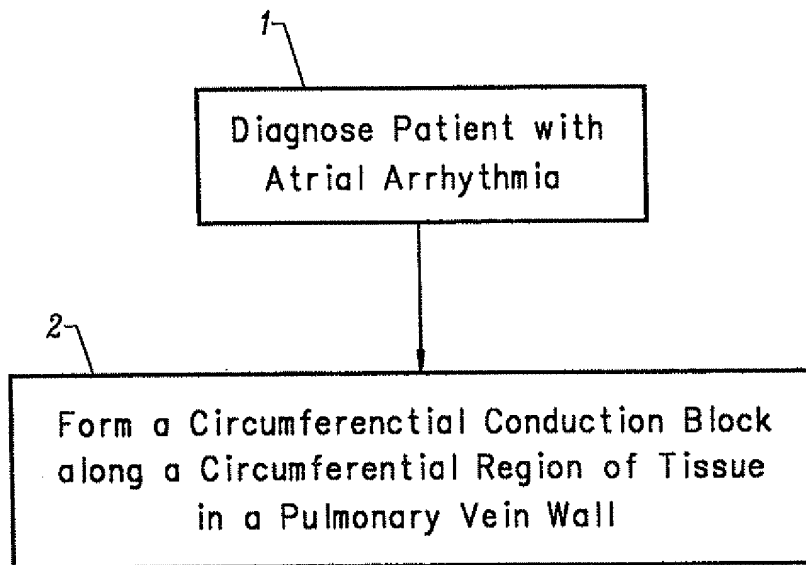 1
Diagnose Patient with
Atrial Arrhythmia
2
Form a Circumferenctial Conduction Block
along a Circumferential Region of Tissue
in a Pulmonary Vein Wall